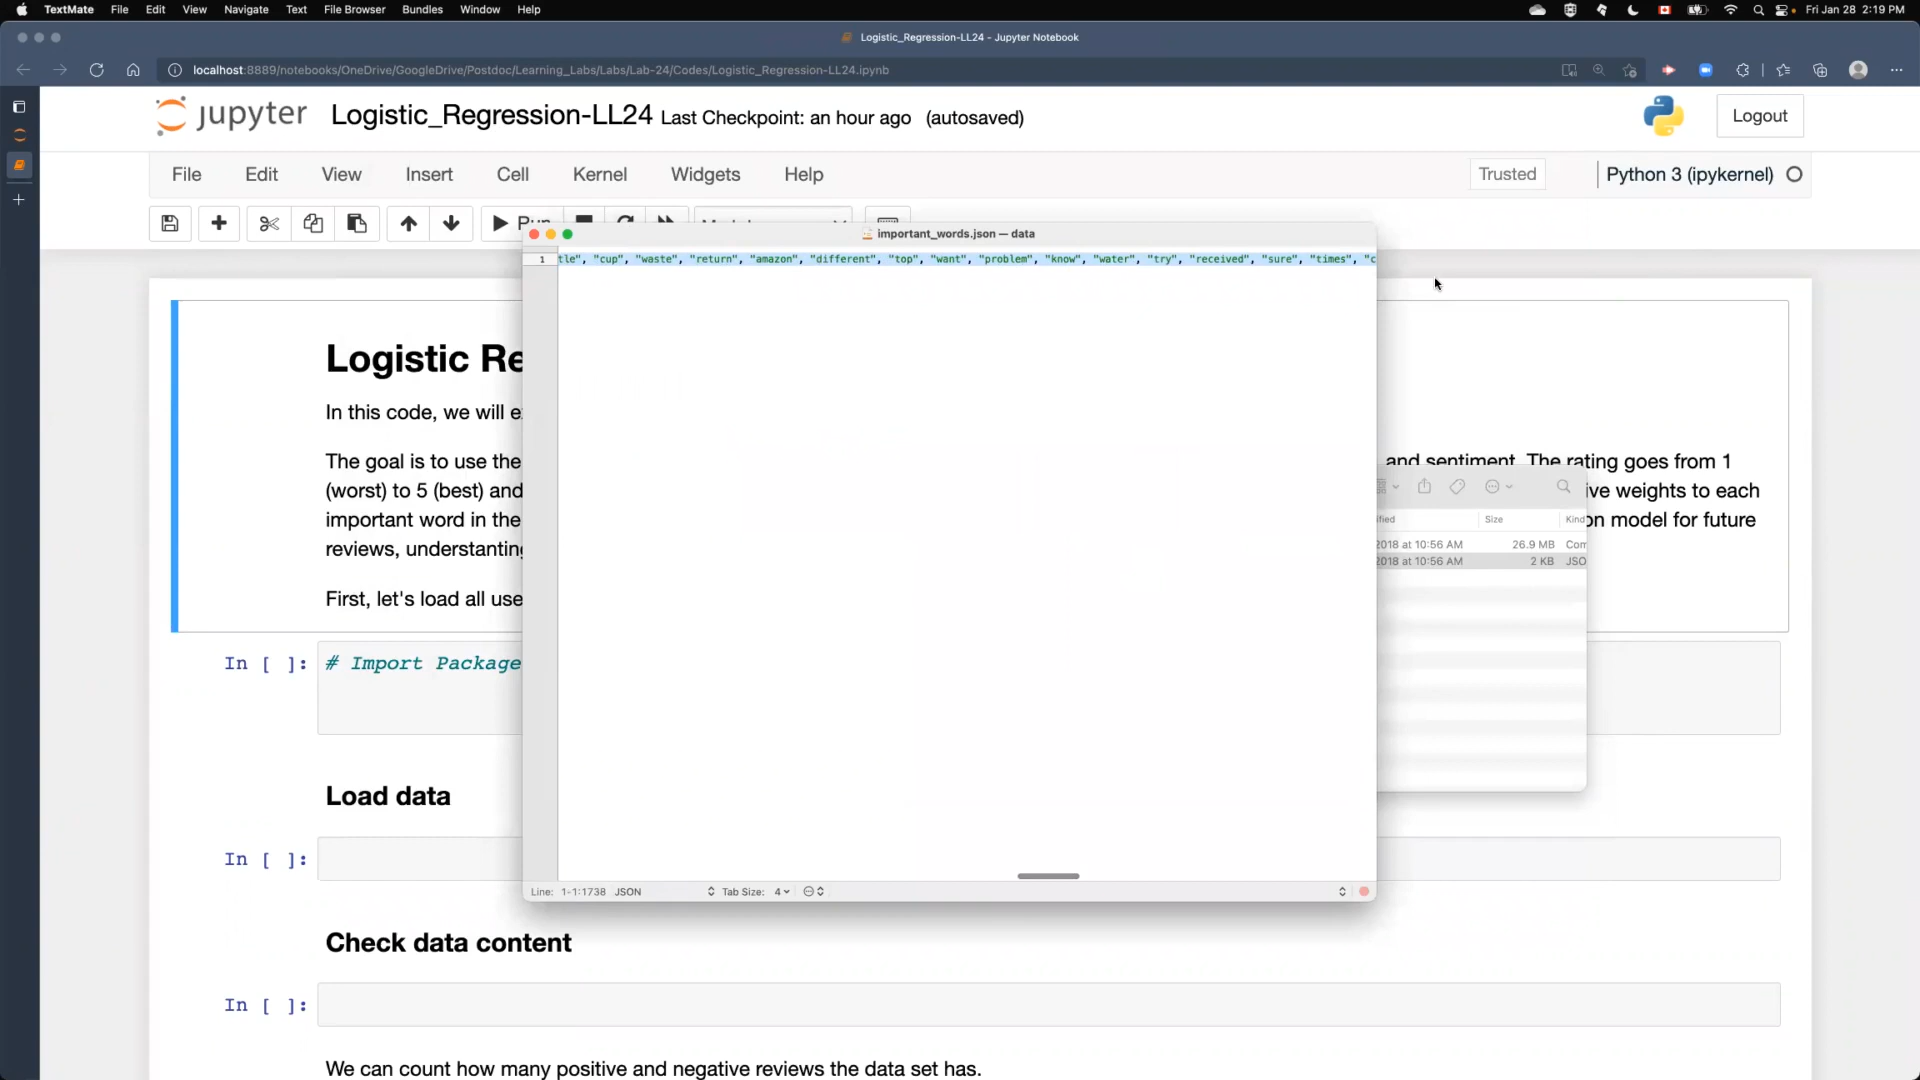 TextMate File Edit View Navigate Text File Browser Bundles Window Help Fri Jan 28 2:19 PM
Logistic_Regression-LL24 - Jupyter Notebook
localhost:8889/notebooks/OneDrive/GoogleDrive/Postdoc/Learning_Labs/Labs/Lab-24/Codes/Logistic_Regression-LL24.ipynb
jupyter Logistic_Regression-LL24 Last Checkpoint: an hour ago (autosaved) Logout
File Edit View Insert Cell Kernel Widgets Help Trusted Python 3 (ipykernel)
Run
important_words.json — data
1 tle", "cup", "waste", "return", "amazon", "different", "top", "want", "problem", "know", "water", "try", "received", "sure", "times", "c
Logistic Re
In this code, we will e
The goal is to use the and sentiment. The rating goes from 1
(worst) to 5 (best) and ive weights to each
important word in the on model for future
reviews, understanting
First, let's load all use
ified Size Kind
2018 at 10:56 AM 26.9 MB Com
2018 at 10:56 AM 2 KB JSO
In [ ]: # Import Package
Load data
In [ ]:
Line: 1-1:1738 JSON Tab Size: 4
Check data content
In [ ]:
We can count how many positive and negative reviews the data set has.